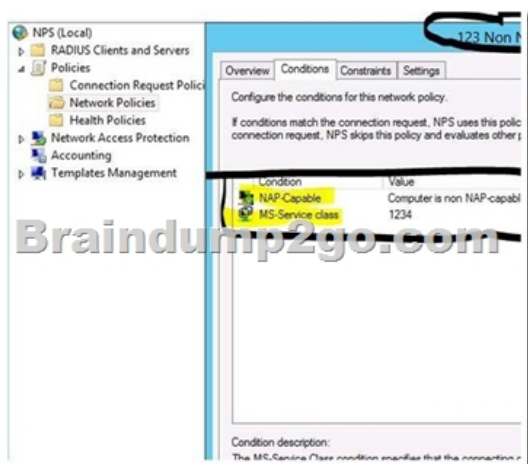 NPS (Local)
RADIUS Clients and Servers
Policies
Connection Request Polici
Network Policies
Health Policies
Network Access Protection
Accounting
Templates Management
123 Non N
Overview Conditions Constraints Settings
Configure the conditions for this network policy.
If conditions match the connection request, NPS uses this polic
connection request, NPS skips this policy and evaluates other p
Condition Value
NAP-Capable Computer is non NAP-capabl
MS-Service class 1234
Braindump2go.com
Condition description:
The MS-Service Class condition specifies that the connecting c